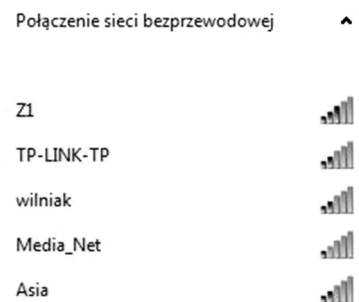 Połączenie sieci bezprzewodowej
Z1
TP-LINK-TP
wilniak
Media_Net
Asia